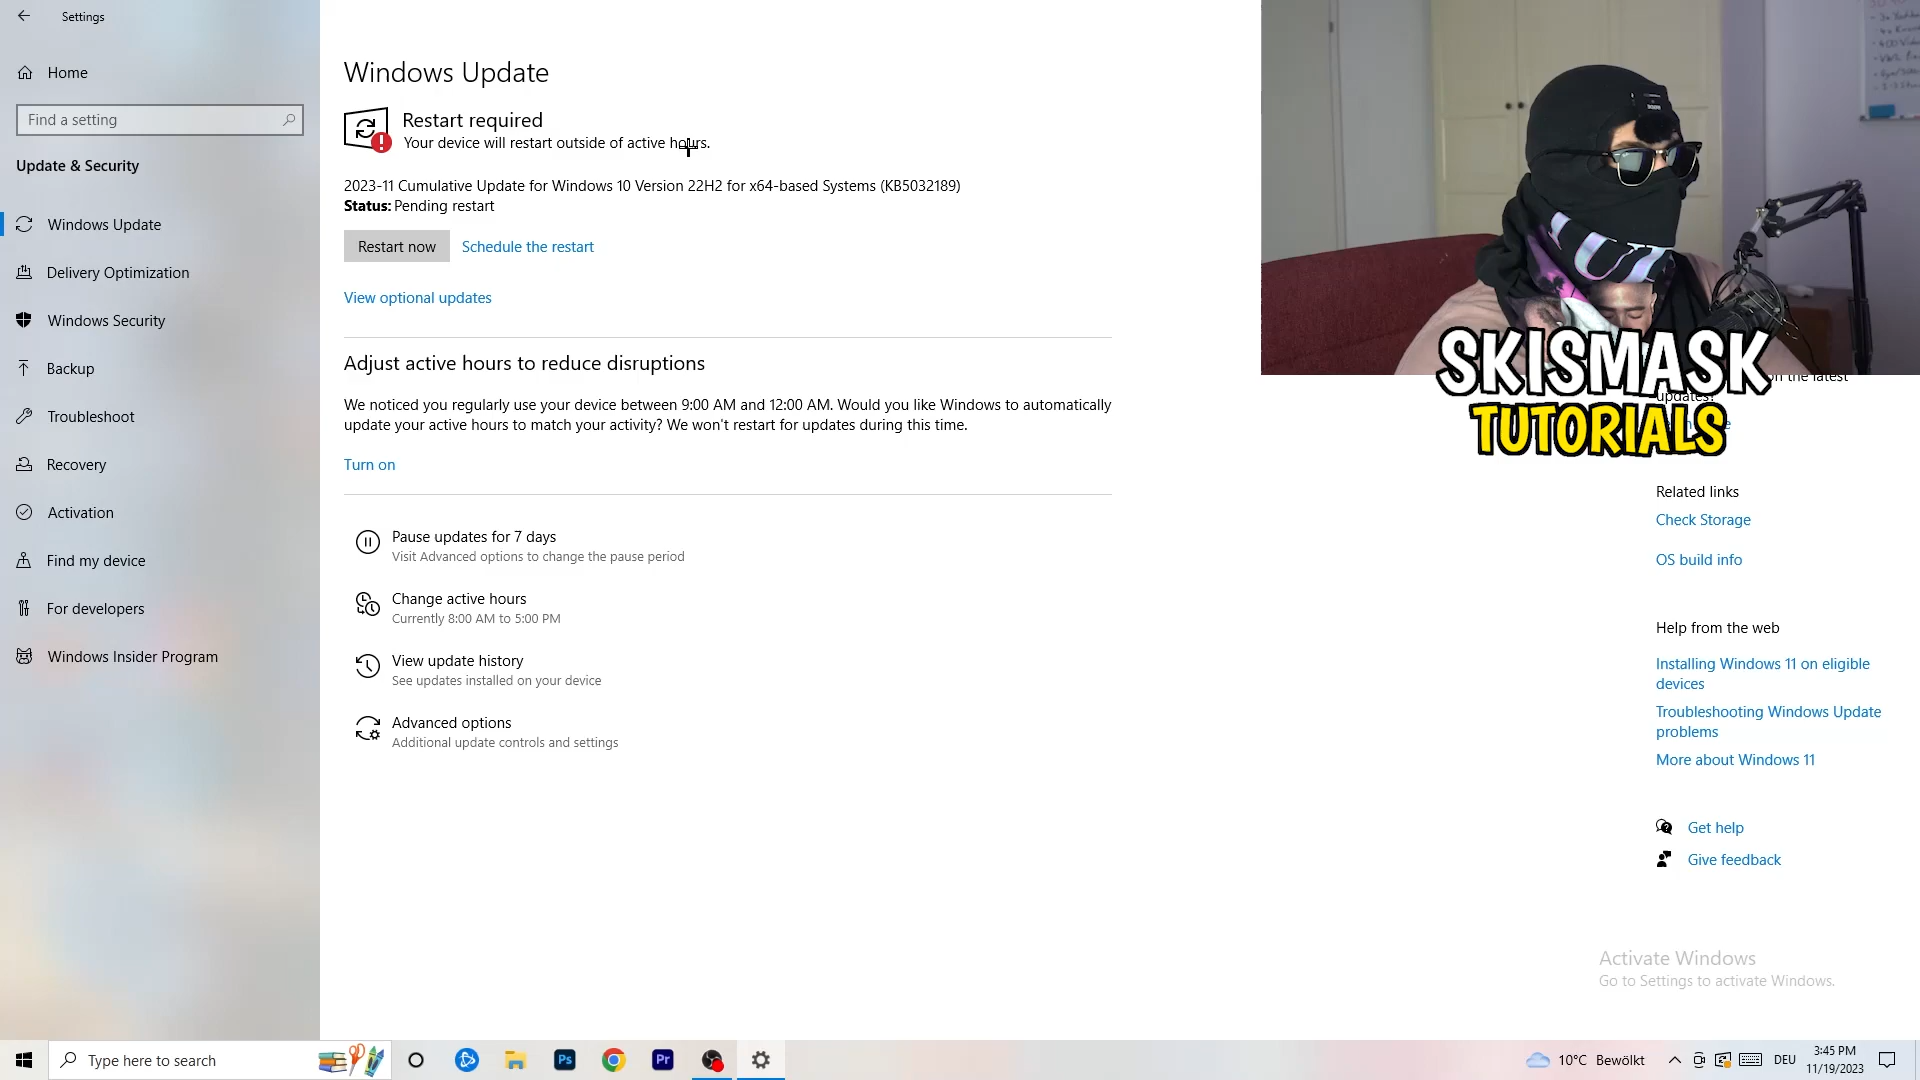 Settings
Home
Find a setting
Update & Security
Windows Update
Delivery Optimization
Windows Security
Backup
Troubleshoot
Recovery
Activation
Find my device
For developers
Windows Insider Program
Windows Update
Restart required
Your device will restart outside of active hours.
2023-11 Cumulative Update for Windows 10 Version 22H2 for x64-based Systems (KB5032189)
Status: Pending restart
Restart now
Schedule the restart
View optional updates
Adjust active hours to reduce disruptions
We noticed you regularly use your device between 9:00 AM and 12:00 AM. Would you like Windows to automatically
update your active hours to match your activity? We won't restart for updates during this time.
Turn on
Pause updates for 7 days
Visit Advanced options to change the pause period
Change active hours
Currently 8:00 AM to 5:00 PM
View update history
See updates installed on your device
Advanced options
Additional update controls and settings
SKISMASK
TUTORIALS
on the latest
updates?
Related links
Check Storage
OS build info
Help from the web
Installing Windows 11 on eligible
devices
Troubleshooting Windows Update
problems
More about Windows 11
Get help
Give feedback
Activate Windows
Go to Settings to activate Windows.
Type here to search
Ps
Pr
10°C Bewölkt
DEU
3:45 PM
11/19/2023